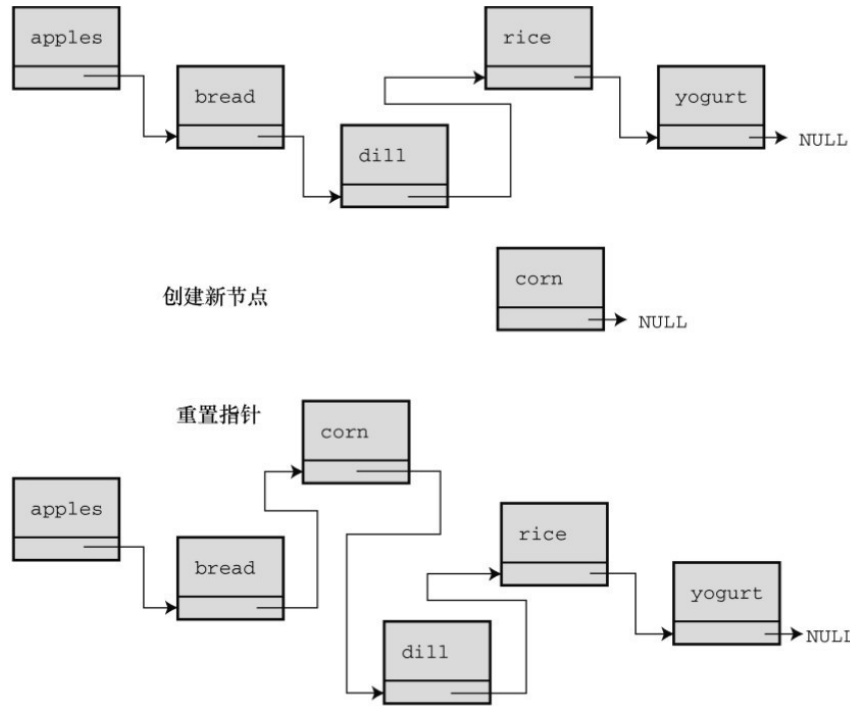 apples
bread
dill
rice
yogurt
NULL
创建新节点
corn
NULL
重置指针
apples
bread
corn
dill
rice
yogurt
NULL